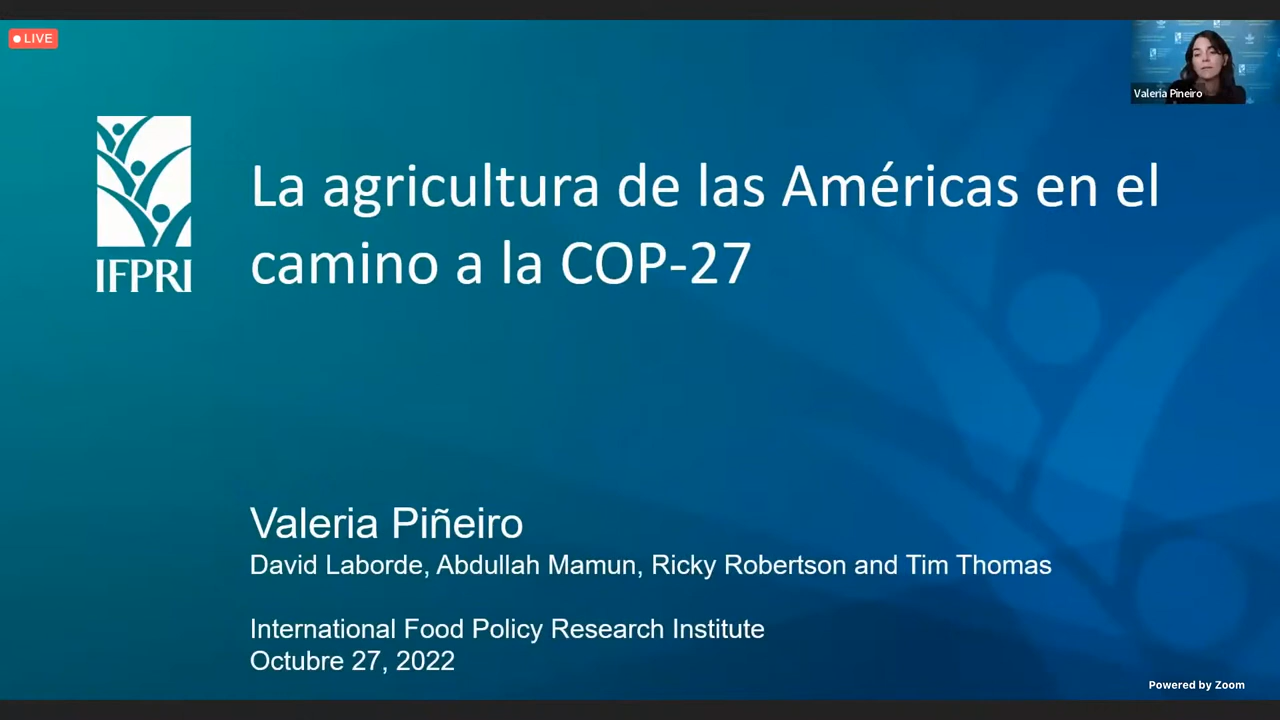 LIVE
Valeria Pineiro
IFPRI
La agricultura de las Américas en el
camino a la COP-27
Valeria Piñeiro
David Laborde, Abdullah Mamun, Ricky Robertson and Tim Thomas
International Food Policy Research Institute
Octubre 27, 2022
Powered by Zoom